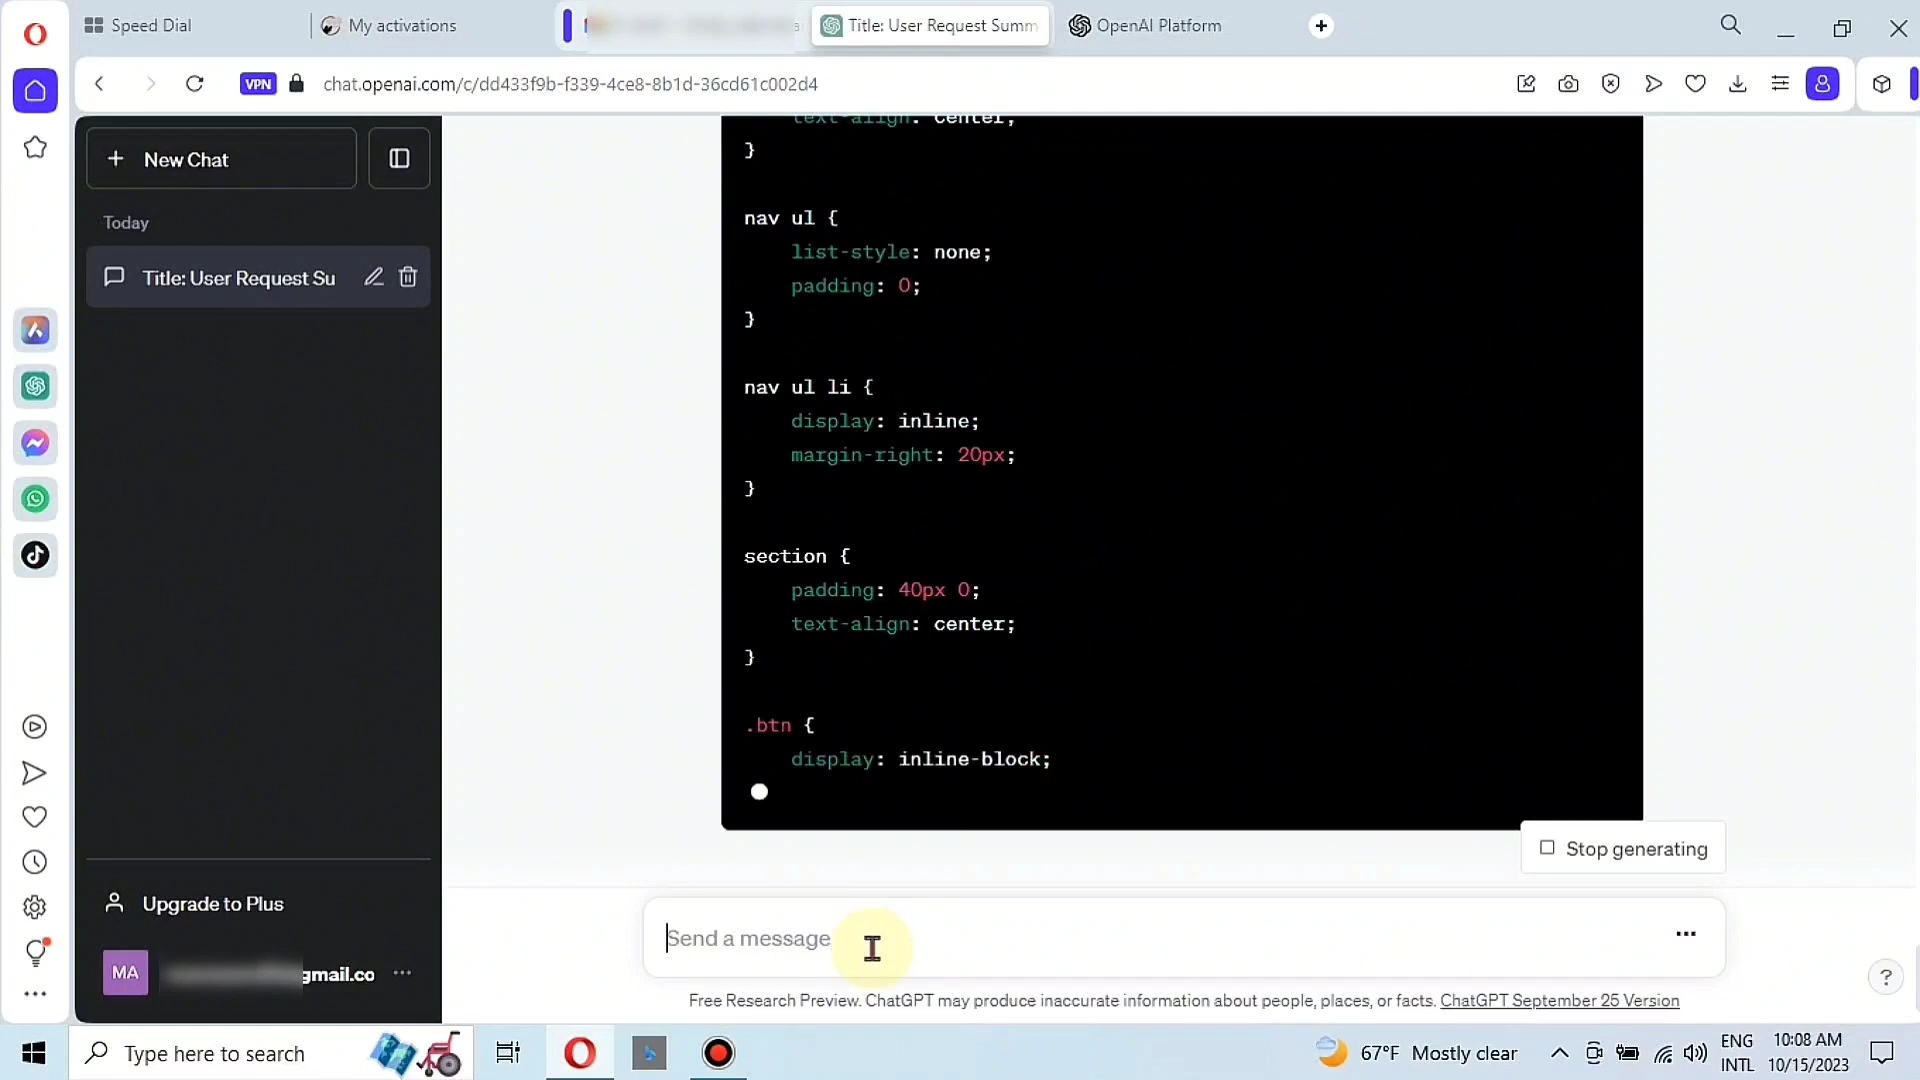 Speed Dial
My activations
Title: User Request Summ
OpenAI Platform
VPN
chat.openai.com/c/dd433f9b-f339-4ce8-8b1d-36cd61c002d4
New Chat
Today
Title: User Request Su
text-align: center;
}
nav ul {
list-style: none;
padding: 0;
}
nav ul li {
display: inline;
margin-right: 20px;
}
section {
padding: 40px 0;
text-align: center;
}
.btn {
display: inline-block;
Stop generating
Upgrade to Plus
MA
gmail.co
Send a message
?
Free Research Preview. ChatGPT may produce inaccurate information about people, places, or facts. ChatGPT September 25 Version
Type here to search
67°F Mostly clear
ENG
INTL
10:08 AM
10/15/2023